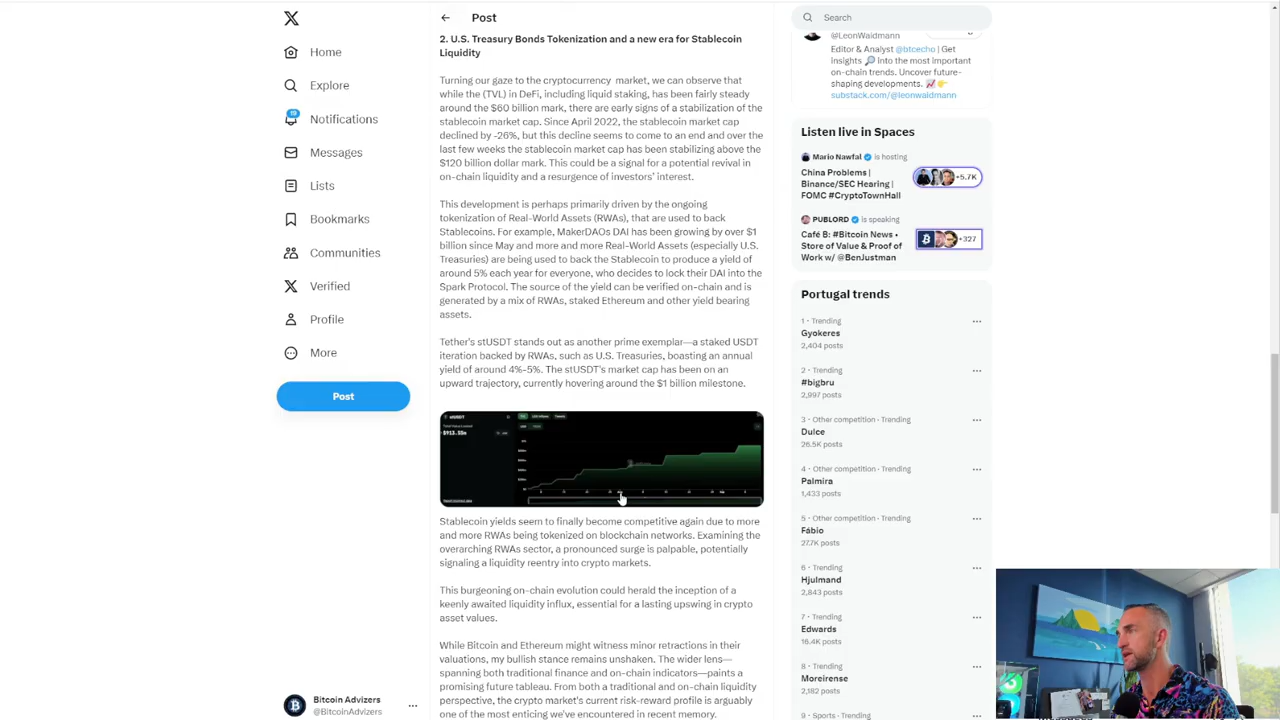 Post
Search
Home
Explore
Notifications
Messages
Lists
Bookmarks
Communities
Verified
Profile
More
Post
Bitcoin Advizers
@BitcoinAdvizers
2. U.S. Treasury Bonds Tokenization and a new era for Stablecoin
Liquidity
Turning our gaze to the cryptocurrency market, we can observe that
while the (TVL) in DeFi, including liquid staking, has been fairly steady
around the $60 billion mark, there are early signs of a stabilization of the
stablecoin market cap. Since April 2022, the stablecoin market cap
declined by -26%, but this decline seems to come to an end and over the
last few weeks the stablecoin market cap has been stabilizing above the
$120 billion dollar mark. This could be a signal for a potential revival in
on-chain liquidity and a resurgence of investors' interest.
This development is perhaps primarily driven by the ongoing
tokenization of Real-World Assets (RWAs), that are used to back
Stablecoins. For example, MakerDAOs DAI has been growing by over $1
billion since May and more and more Real-World Assets (especially U.S.
Treasuries) are being used to back the Stablecoin to produce a yield of
around 5% each year for everyone, who decides to lock their DAI into the
Spark Protocol. The source of the yield can be verified on-chain and is
generated by a mix of RWAs, staked Ethereum and other yield bearing
assets.
Tether's stUSDT stands out as another prime exemplar—a staked USDT
iteration backed by RWAs, such as U.S. Treasuries, boasting an annual
yield of around 4%-5%. The stUSDT's market cap has been on an
upward trajectory, currently hovering around the $1 billion milestone.
stUSDT
Total Value Locked
$913.55m
Stablecoin yields seem to finally become competitive again due to more
and more RWAs being tokenized on blockchain networks. Examining the
overarching RWAs sector, a pronounced surge is palpable, potentially
signaling a liquidity reentry into crypto markets.
This burgeoning on-chain evolution could herald the inception of a
keenly awaited liquidity influx, essential for a lasting upswing in crypto
asset values.
While Bitcoin and Ethereum might witness minor retractions in their
valuations, my bullish stance remains unshaken. The wider lens—
spanning both traditional finance and on-chain indicators—paints a
promising future tableau. From both a traditional and on-chain liquidity
perspective, the crypto market's current risk-reward profile is arguably
one of the most enticing we've encountered in recent memory.
@LeonWaidmann
Editor & Analyst @btcecho | Get
Insights 🔎 into the most important
on-chain trends. Uncover future-
shaping developments. 📈👉
substack.com/@leonwaidmann
Listen live in Spaces
Mario Nawfal is hosting
China Problems |
Binance/SEC Hearing |
FOMC #CryptoTownHall
+5.7K
PUBLORD is speaking
Café B: #Bitcoin News •
Store of Value & Proof of
Work w/ @BenJustman
+327
Portugal trends
1 · Trending
Gyokeres
2,404 posts
2 · Trending
#bigbru
2,997 posts
3 · Other competition · Trending
Dulce
26.5K posts
4 · Other competition · Trending
Palmira
1,433 posts
5 · Other competition · Trending
Fábio
27.7K posts
6 · Trending
Hjulmand
2,843 posts
7 · Trending
Edwards
16.4K posts
8 · Trending
Moreirense
2,182 posts
9 · Sports · Trending